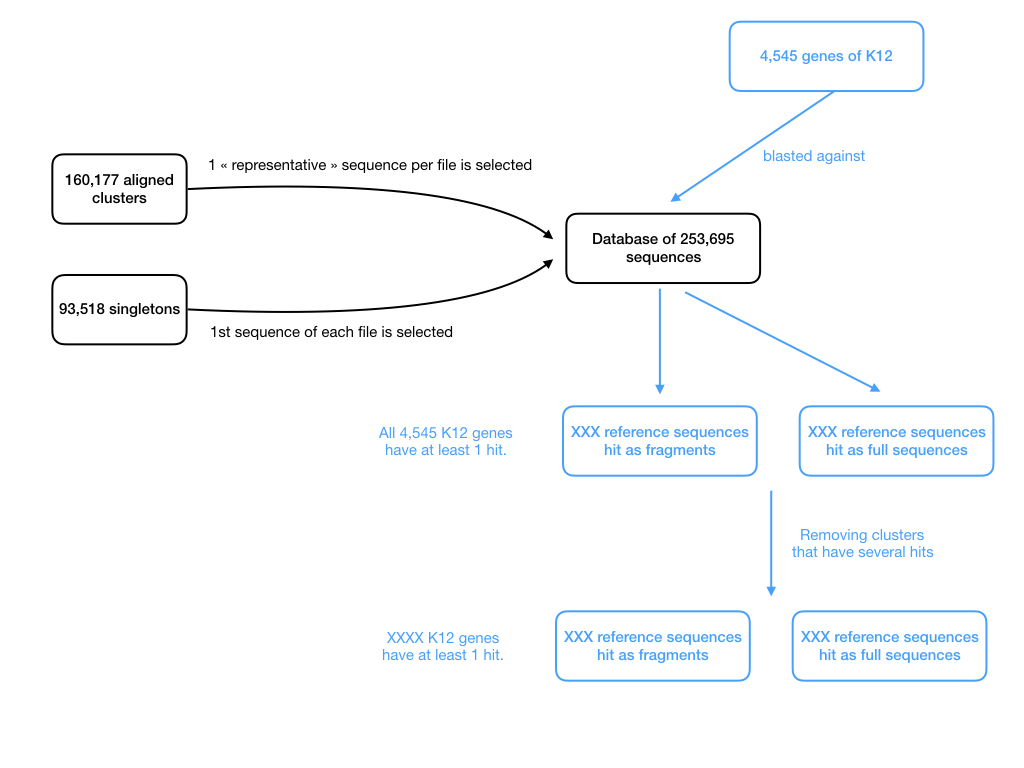 4,545 genes of K12
blasted against
1 « representative » sequence per file is selected
160,177 aligned
clusters
Database of 253,695
sequences
93,518 singletons
1st sequence of each file is selected
All 4,545 K12 genes
have at least 1 hit.
XXX reference sequences
hit as fragments
XXX reference sequences
hit as full sequences
Removing clusters
that have several hits
XXXX K12 genes
have at least 1 hit.
XXX reference sequences
hit as fragments
XXX reference sequences
hit as full sequences